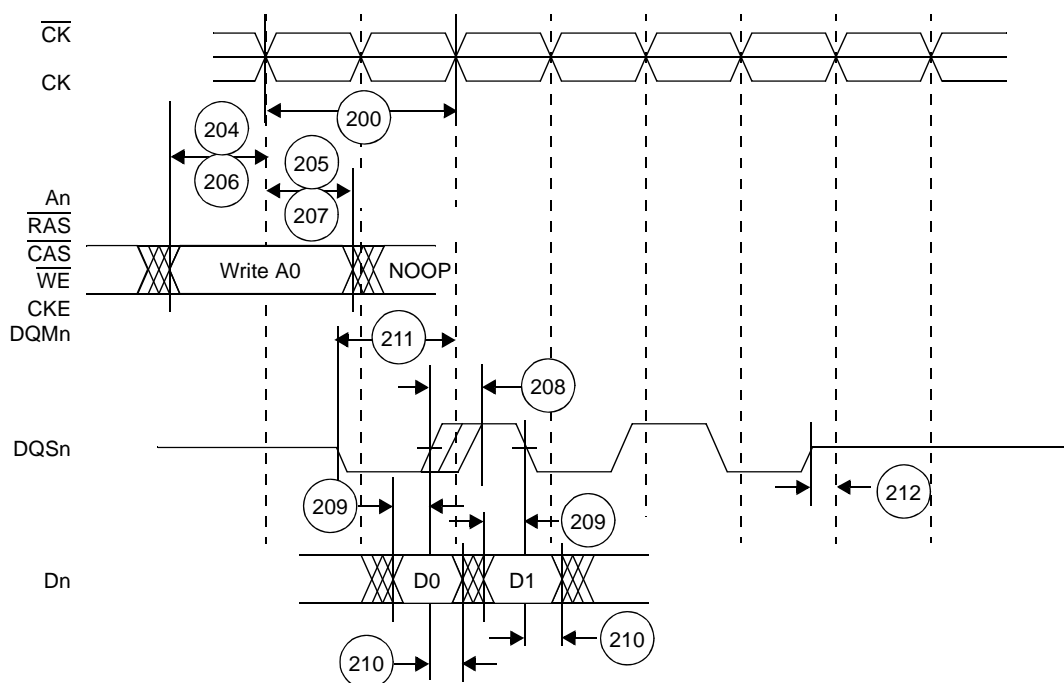 CK
CK
200
204
206
205
207
An
RAS
CAS
WE
CKE
DQMn
Write A0
NOOP
211
208
DQSn
209
209
212
Dn
D0
D1
210
210